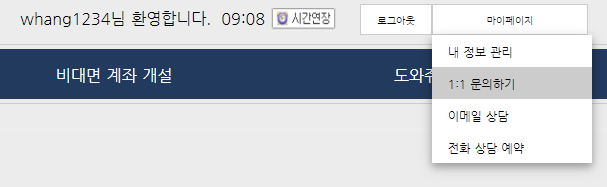 whang1234님 환영합니다. 09:08 시간연장 로그아웃 마이페이지
내 정보 관리
비대면 계좌 개설 도와
1:1 문의하기
이메일 상담
전화 상담 예약